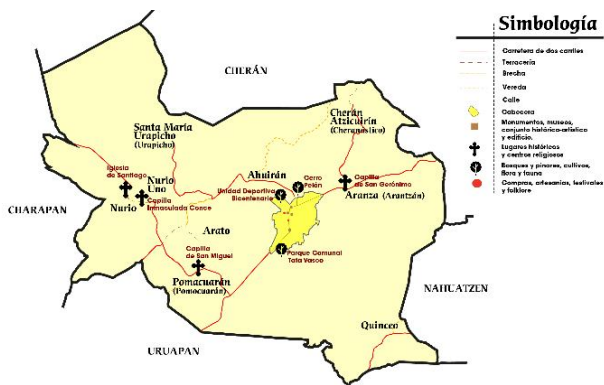 Simbología
Carretera de dos carriles
Terracería
Brecha
Vereda
Calle
Cabecera
Monumentos, museos,
conjunto histórico-artístico
y edificio.
Lugares históricos
y centros religiosos
Bosques y pinares, cultivos,
flora y fauna
Compras, artesanías, festivales
y folklore
CHERÁN
Cherán
Atzicuirín
(Cheranástico)
Santa María
Urapicho
(Urapicho)
Iglesia
de Santiago
Nurio
Uno
Ahuirán
Cerro
Pelón
Capilla
de San Gerónimo
Unidad Deportiva
Bicentenario
Aranza (Arantzán)
CHARAPAN
Nurio
Capilla
Inmaculada Conce
Arato
Capilla
de San Miguel
Parque Comunal
Tata Vasco
Pomacuarán
(Pomocuarán)
NAHUATZEN
Quinceo
URUAPAN